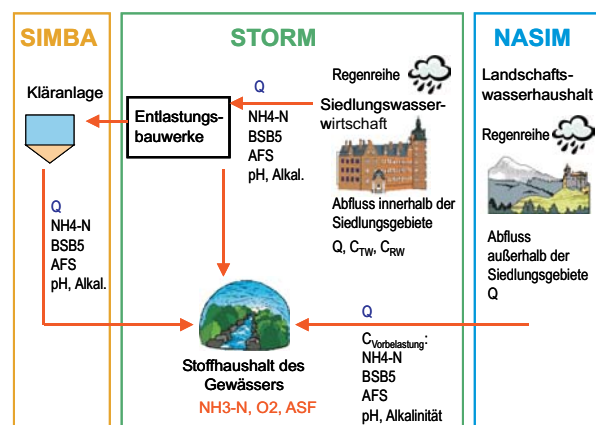 SIMBA
Kläranlage
Q
NH4-N
BSB5
AFS
pH, Alkal.
STORM
Entlastungs-
bauwerke
Q
NH4-N
BSB5
AFS
pH, Alkal.
Regenreihe
Siedlungswasser-
wirtschaft
Abfluss innerhalb der
Siedlungsgebiete
Q, CTW, CRW
Stoffhaushalt des
Gewässers
NH3-N, O2, ASF
Q
CVorbelastung:
NH4-N
BSB5
AFS
pH, Alkalinität
NASIM
Landschafts-
wasserhaushalt
Regenreihe
Abfluss
außerhalb der
Siedlungsgebiete
Q